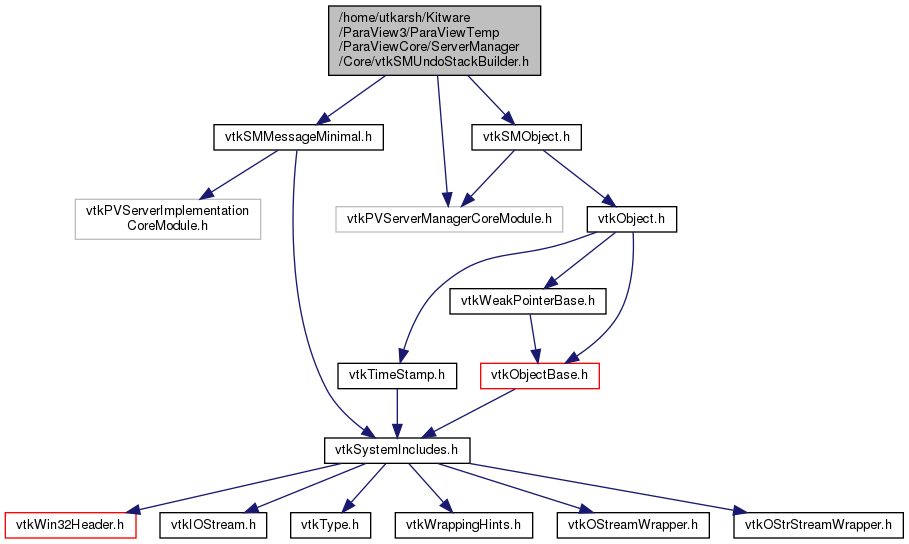 /home/utkarsh/Kitware
/ParaView3/ParaViewTemp
/ParaViewCore/ServerManager
/Core/vtkSMUndoStackBuilder.h
vtkSMMessageMinimal.h
vtkSMObject.h
vtkPVServerImplementation
CoreModule.h
vtkPVServerManagerCoreModule.h
vtkObject.h
vtkWeakPointerBase.h
vtkTimeStamp.h
vtkObjectBase.h
vtkSystemIncludes.h
vtkWin32Header.h
vtkIOStream.h
vtkType.h
vtkWrappingHints.h
vtkOStreamWrapper.h
vtkOStrStreamWrapper.h